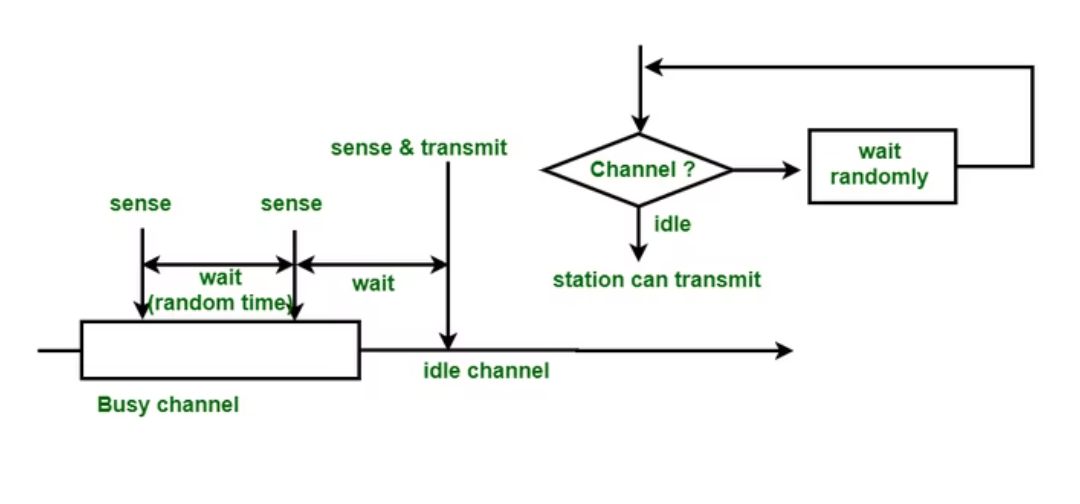 sense & transmit
sense
sense
wait
(random time)
wait
idle channel
Busy channel
Channel ?
wait
randomly
idle
station can transmit